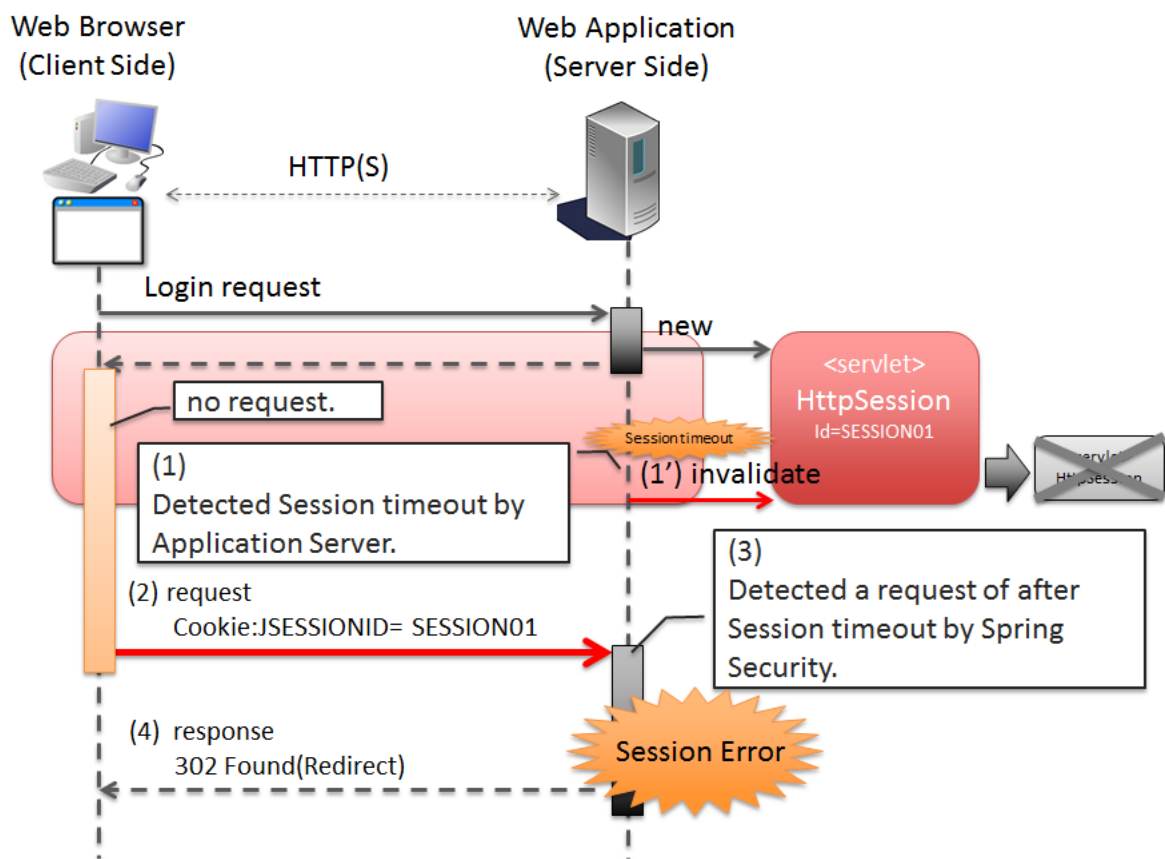 Web Browser
(Client Side)
Web Application
(Server Side)
HTTP(S)
Login request
new
<servlet>
HttpSession
Id=SESSION01
no request.
Session timeout
(1') invalidate
HttpSession
(1)
Detected Session timeout by
Application Server.
(2) request
Cookie:JSESSIONID= SESSION01
(3)
Detected a request of after
Session timeout by Spring
Security.
(4) response
302 Found(Redirect)
Session Error